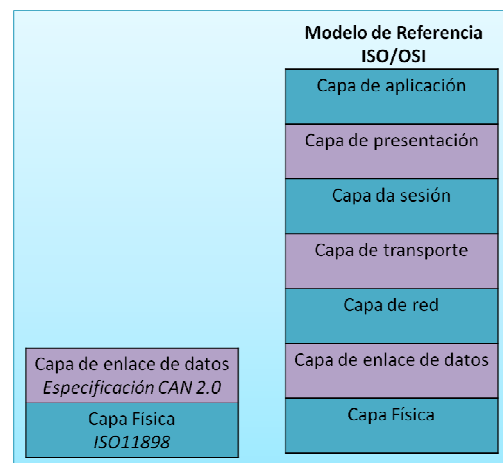 Modelo de Referencia
ISO/OSI
Capa de aplicación
Capa de presentación
Capa da sesión
Capa de transporte
Capa de red
Capa de enlace de datos
Capa Física
Capa de enlace de datos
Especificación CAN 2.0
Capa Física
ISO11898